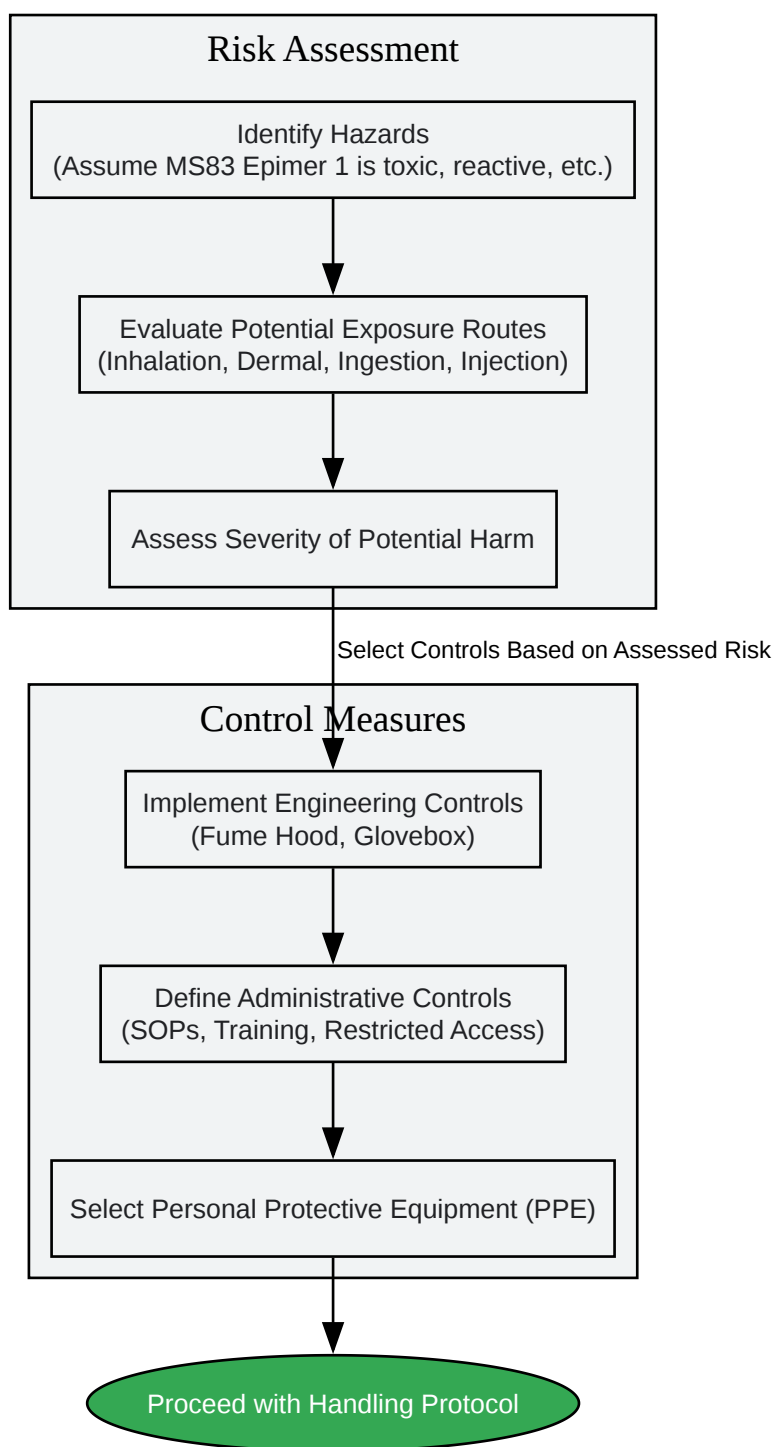 Risk Assessment
Identify Hazards
(Assume MS83 Epimer 1 is toxic, reactive, etc.)
Evaluate Potential Exposure Routes
(Inhalation, Dermal, Ingestion, Injection)
Assess Severity of Potential Harm
Select Controls Based on Assessed Risk
Control Measures
Implement Engineering Controls
(Fume Hood, Glovebox)
Define Administrative Controls
(SOPs, Training, Restricted Access)
Select Personal Protective Equipment (PPE)
Proceed with Handling Protocol